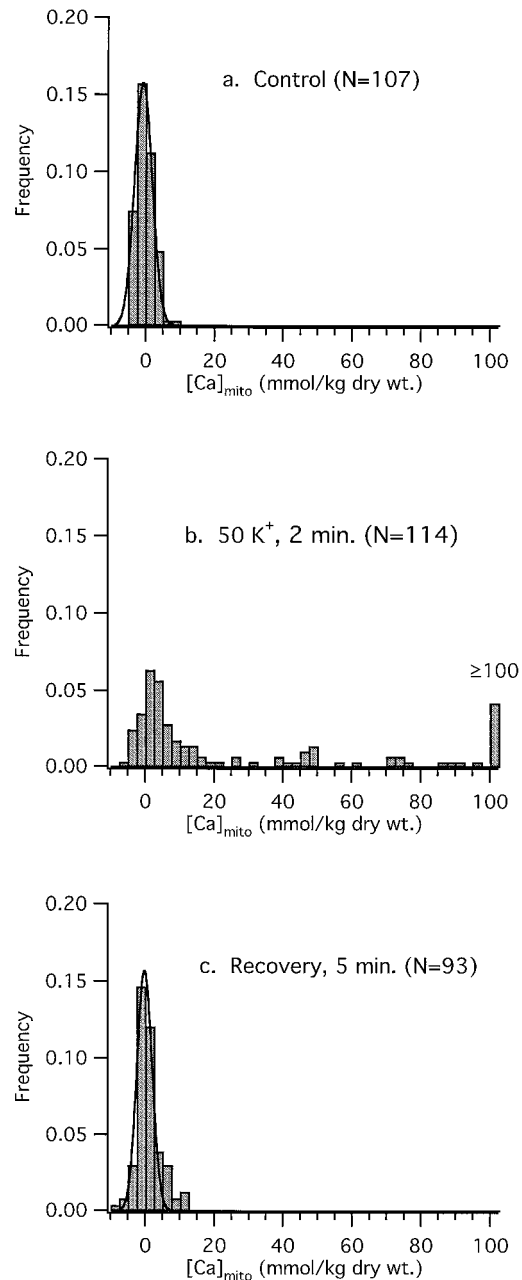 0.20
a. Control (N=107)
0.15
Frequency
0.10
0.05
0.00
0 20 40 60 80 100
[Ca]mito (mmol/kg dry wt.)
0.20
b. 50 K+, 2 min. (N=114)
0.15
Frequency
0.10
≥100
0.05
0.00
0 20 40 60 80 100
[Ca]mito (mmol/kg dry wt.)
0.20
c. Recovery, 5 min. (N=93)
0.15
Frequency
0.10
0.05
0.00
0 20 40 60 80 100
[Ca]mito (mmol/kg dry wt.)